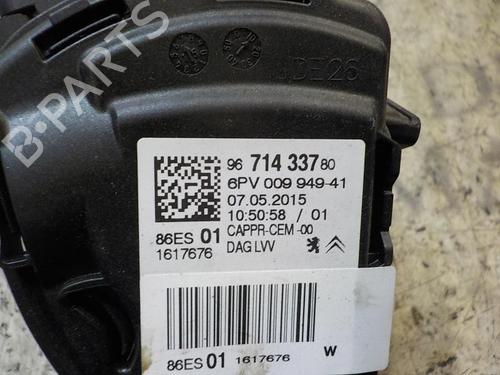 DE26
96 714 337 80
6PV 009 949-41
07.05.2015
10:50:58 / 01
86ES 01 CAPPR-CEM -00
1617676 DAG LVV
86ES 01 1617676 W
B-PARTS